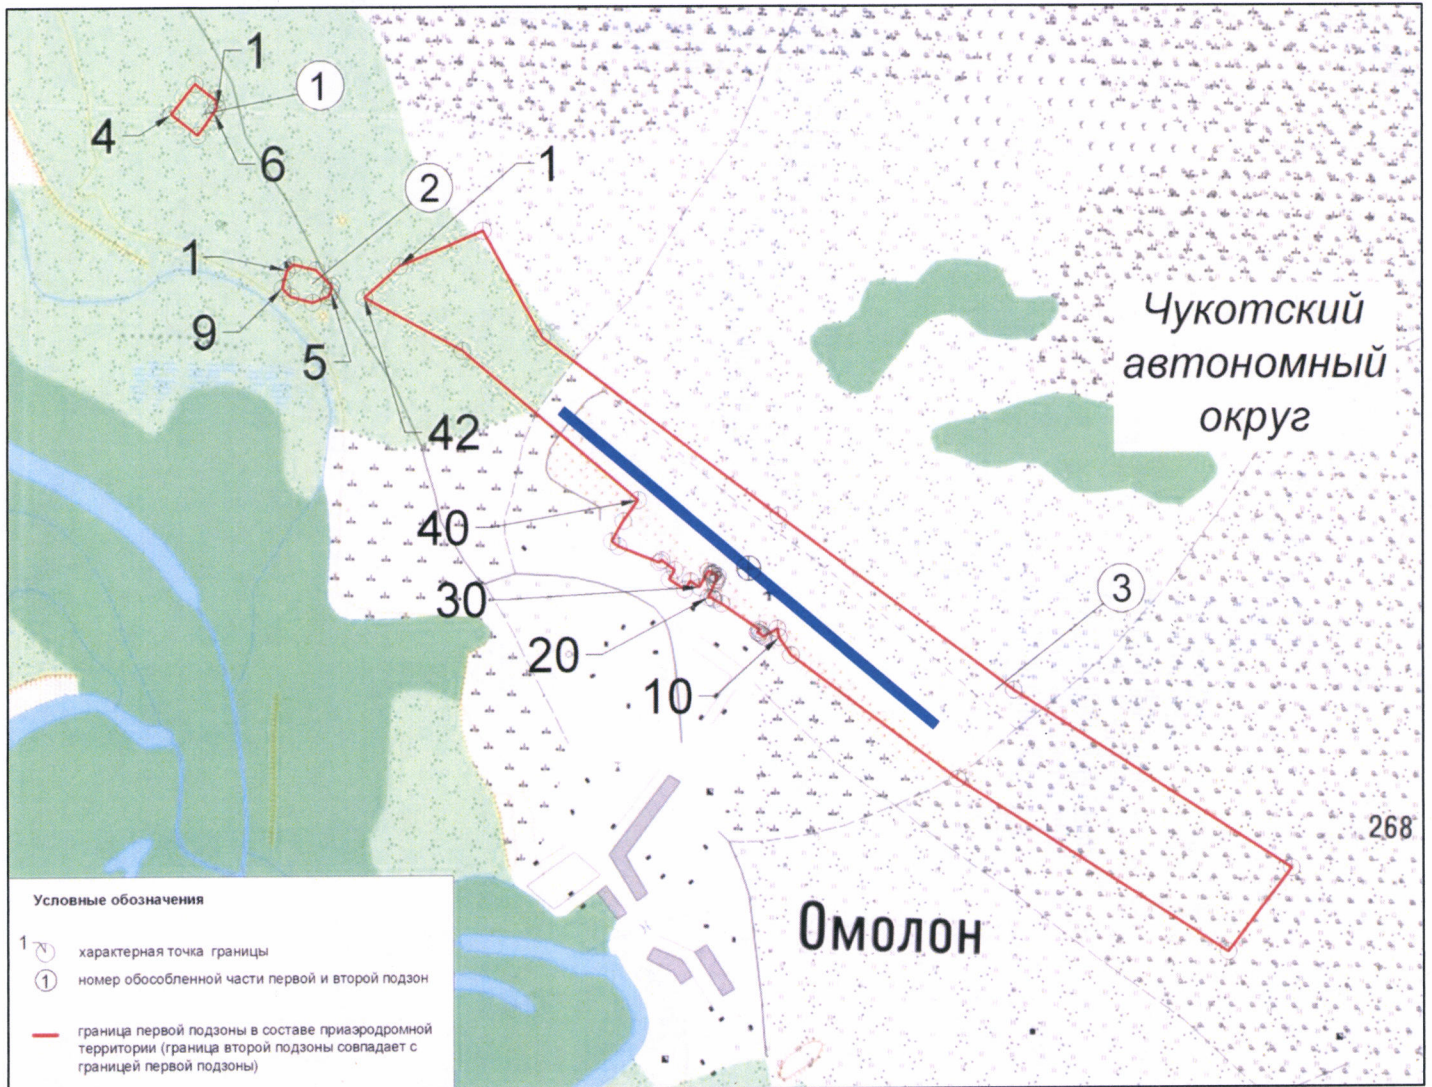 1
1
4
6
1
2
1
9
5
42
Чукотский
автономный
округ
40
30
3
20
10
268
Омолон
Условные обозначения
1
характерная точка границы
1 номер обособленной части первой и второй подзон
граница первой подзоны в составе приаэродромной
территории (граница второй подзоны совпадает с
границей первой подзоны)